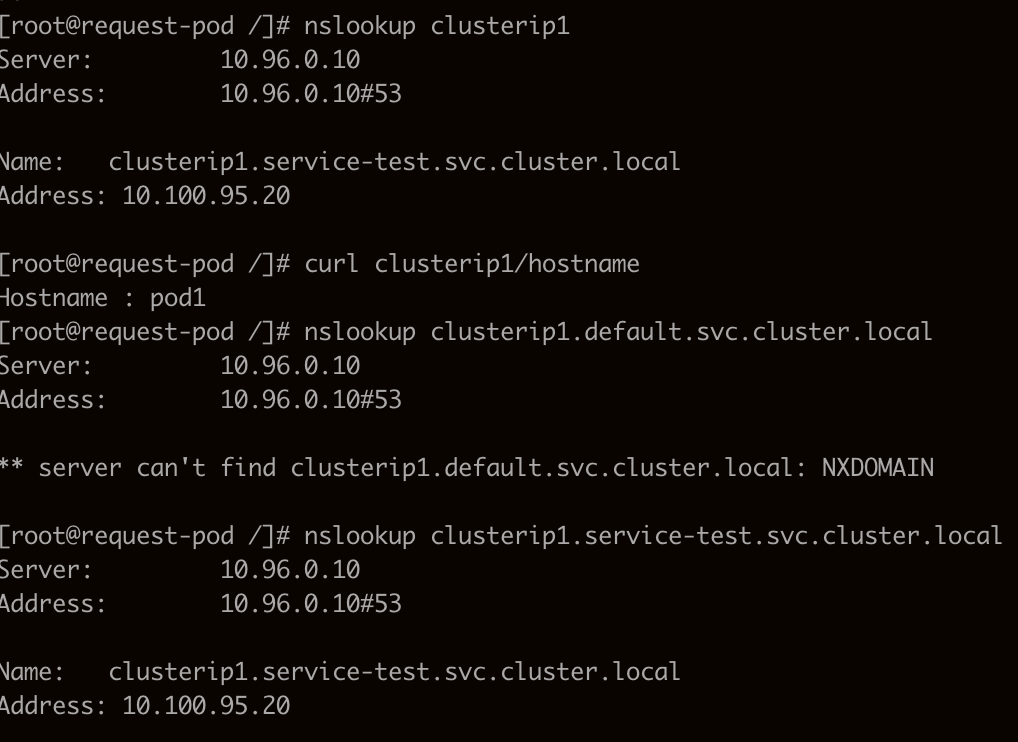 [root@request-pod /]# nslookup clusterip1
Server: 10.96.0.10
Address: 10.96.0.10#53
Name: clusterip1.service-test.svc.cluster.local
Address: 10.100.95.20
[root@request-pod /]# curl clusterip1/hostname
Hostname : pod1
[root@request-pod /]# nslookup clusterip1.default.svc.cluster.local
Server: 10.96.0.10
Address: 10.96.0.10#53
** server can't find clusterip1.default.svc.cluster.local: NXDOMAIN
[root@request-pod /]# nslookup clusterip1.service-test.svc.cluster.local
Server: 10.96.0.10
Address: 10.96.0.10#53
Name: clusterip1.service-test.svc.cluster.local
Address: 10.100.95.20